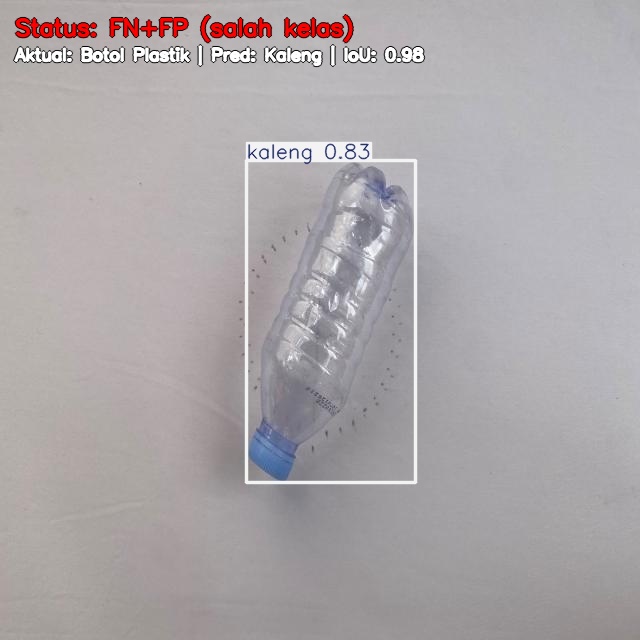 Status: FN+FP (salah kelas)
Aktual: Botol Plastik | Pred: Kaleng | IoU: 0.98
kaleng 0.83